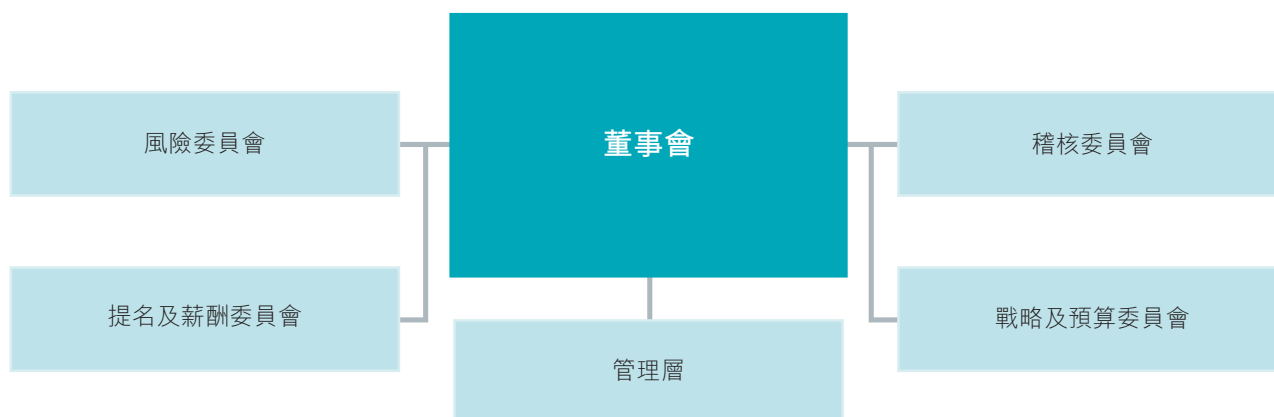 董事會
風險委員會
稽核委員會
提名及薪酬委員會
戰略及預算委員會
管理層